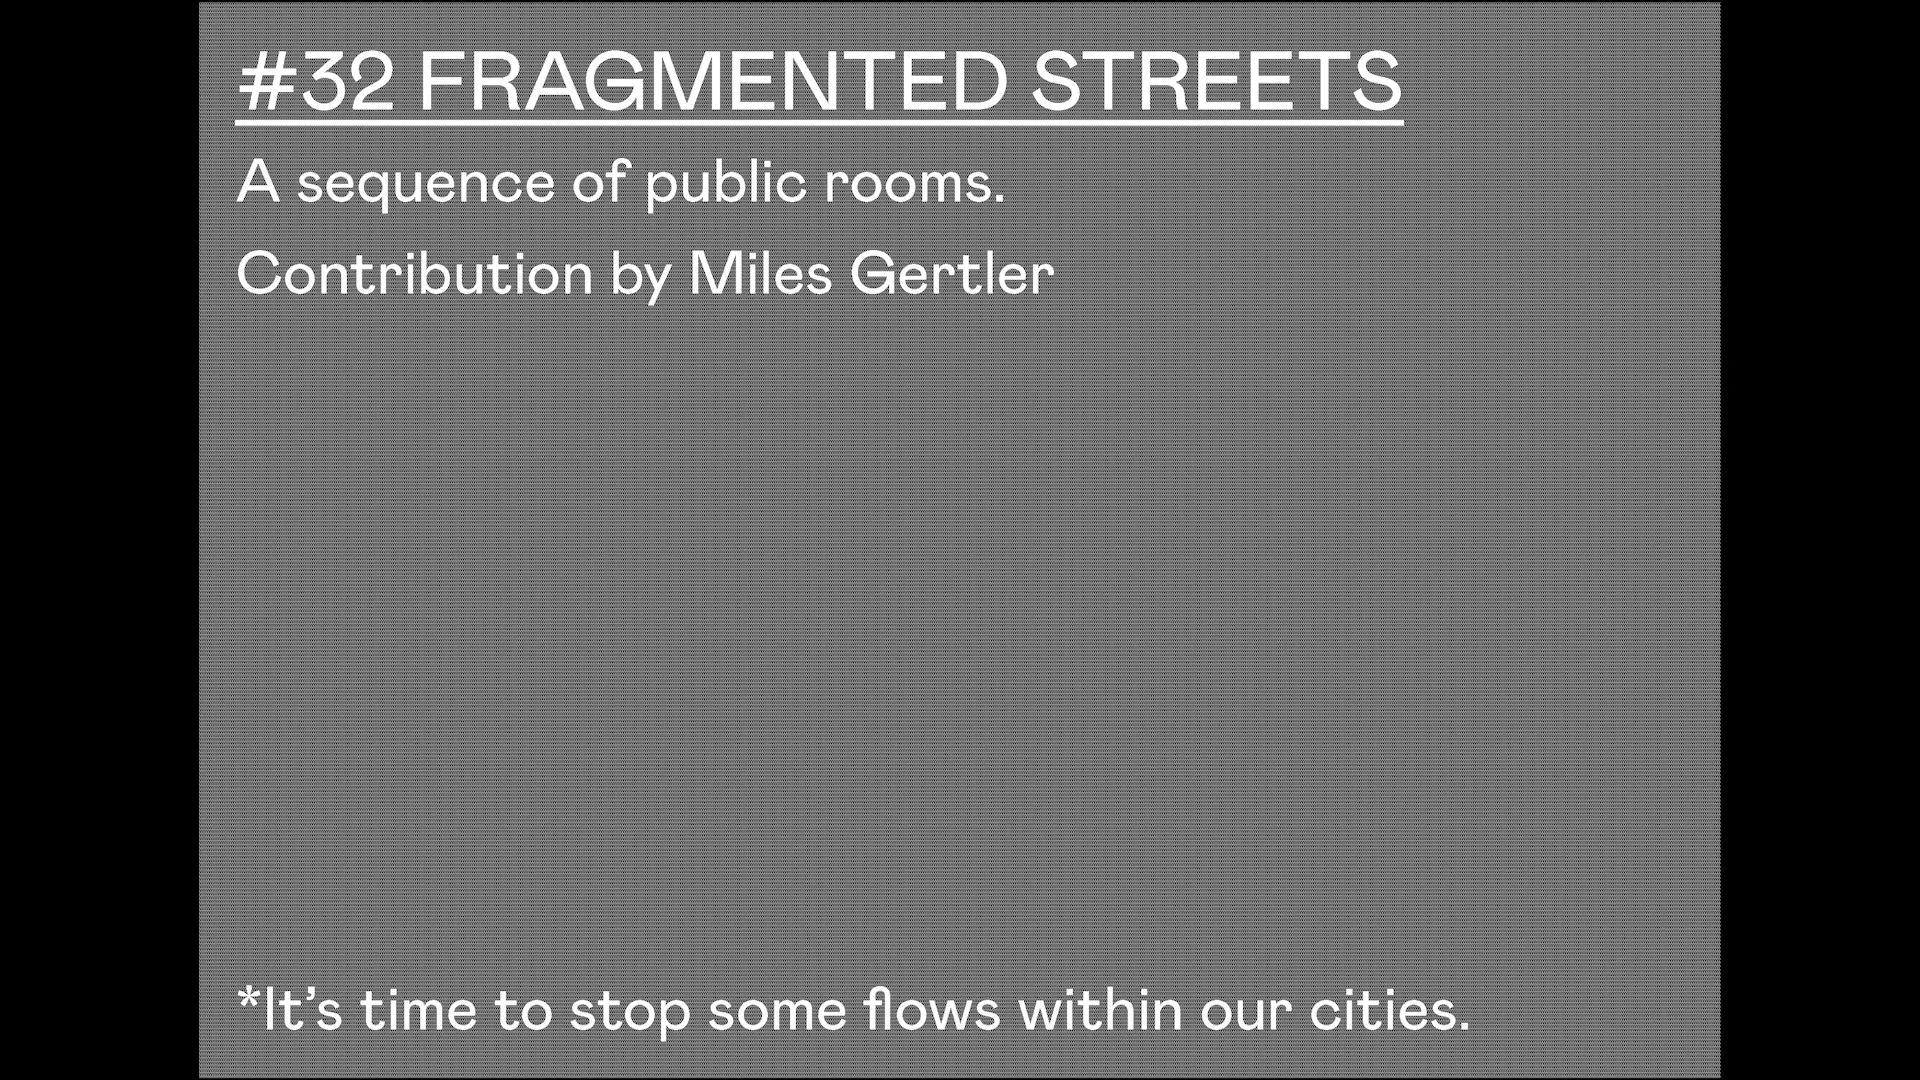 #32 FRAGMENTED STREETS
A sequence of public rooms.
Contribution by Miles Gertler
*It’s time to stop some flows within our cities.